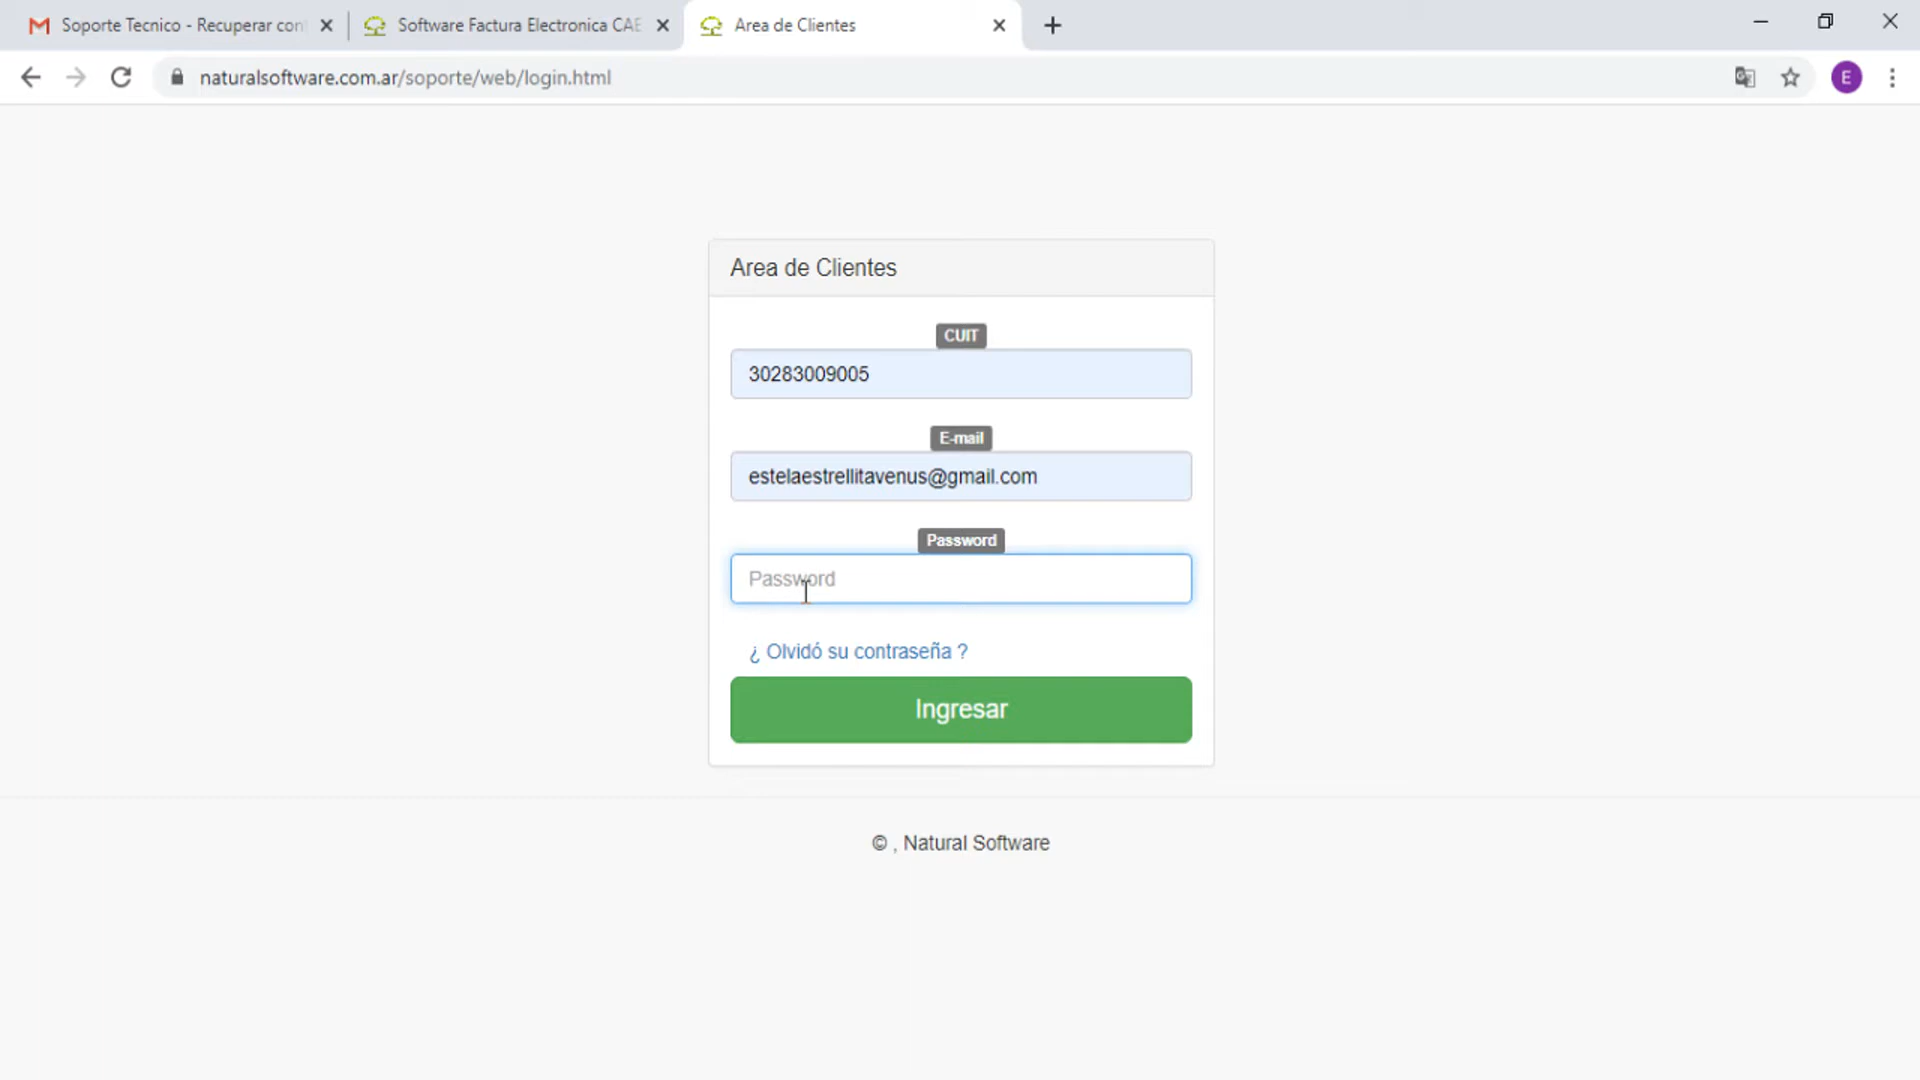 Soporte Tecnico - Recuperar con
Software Factura Electronica CAE
Area de Clientes
naturalsoftware.com.ar/soporte/web/login.html
E
Area de Clientes
CUIT
30283009005
E-mail
estelaestrellitavenus@gmail.com
Password
Password
¿ Olvidó su contraseña ?
Ingresar
© , Natural Software